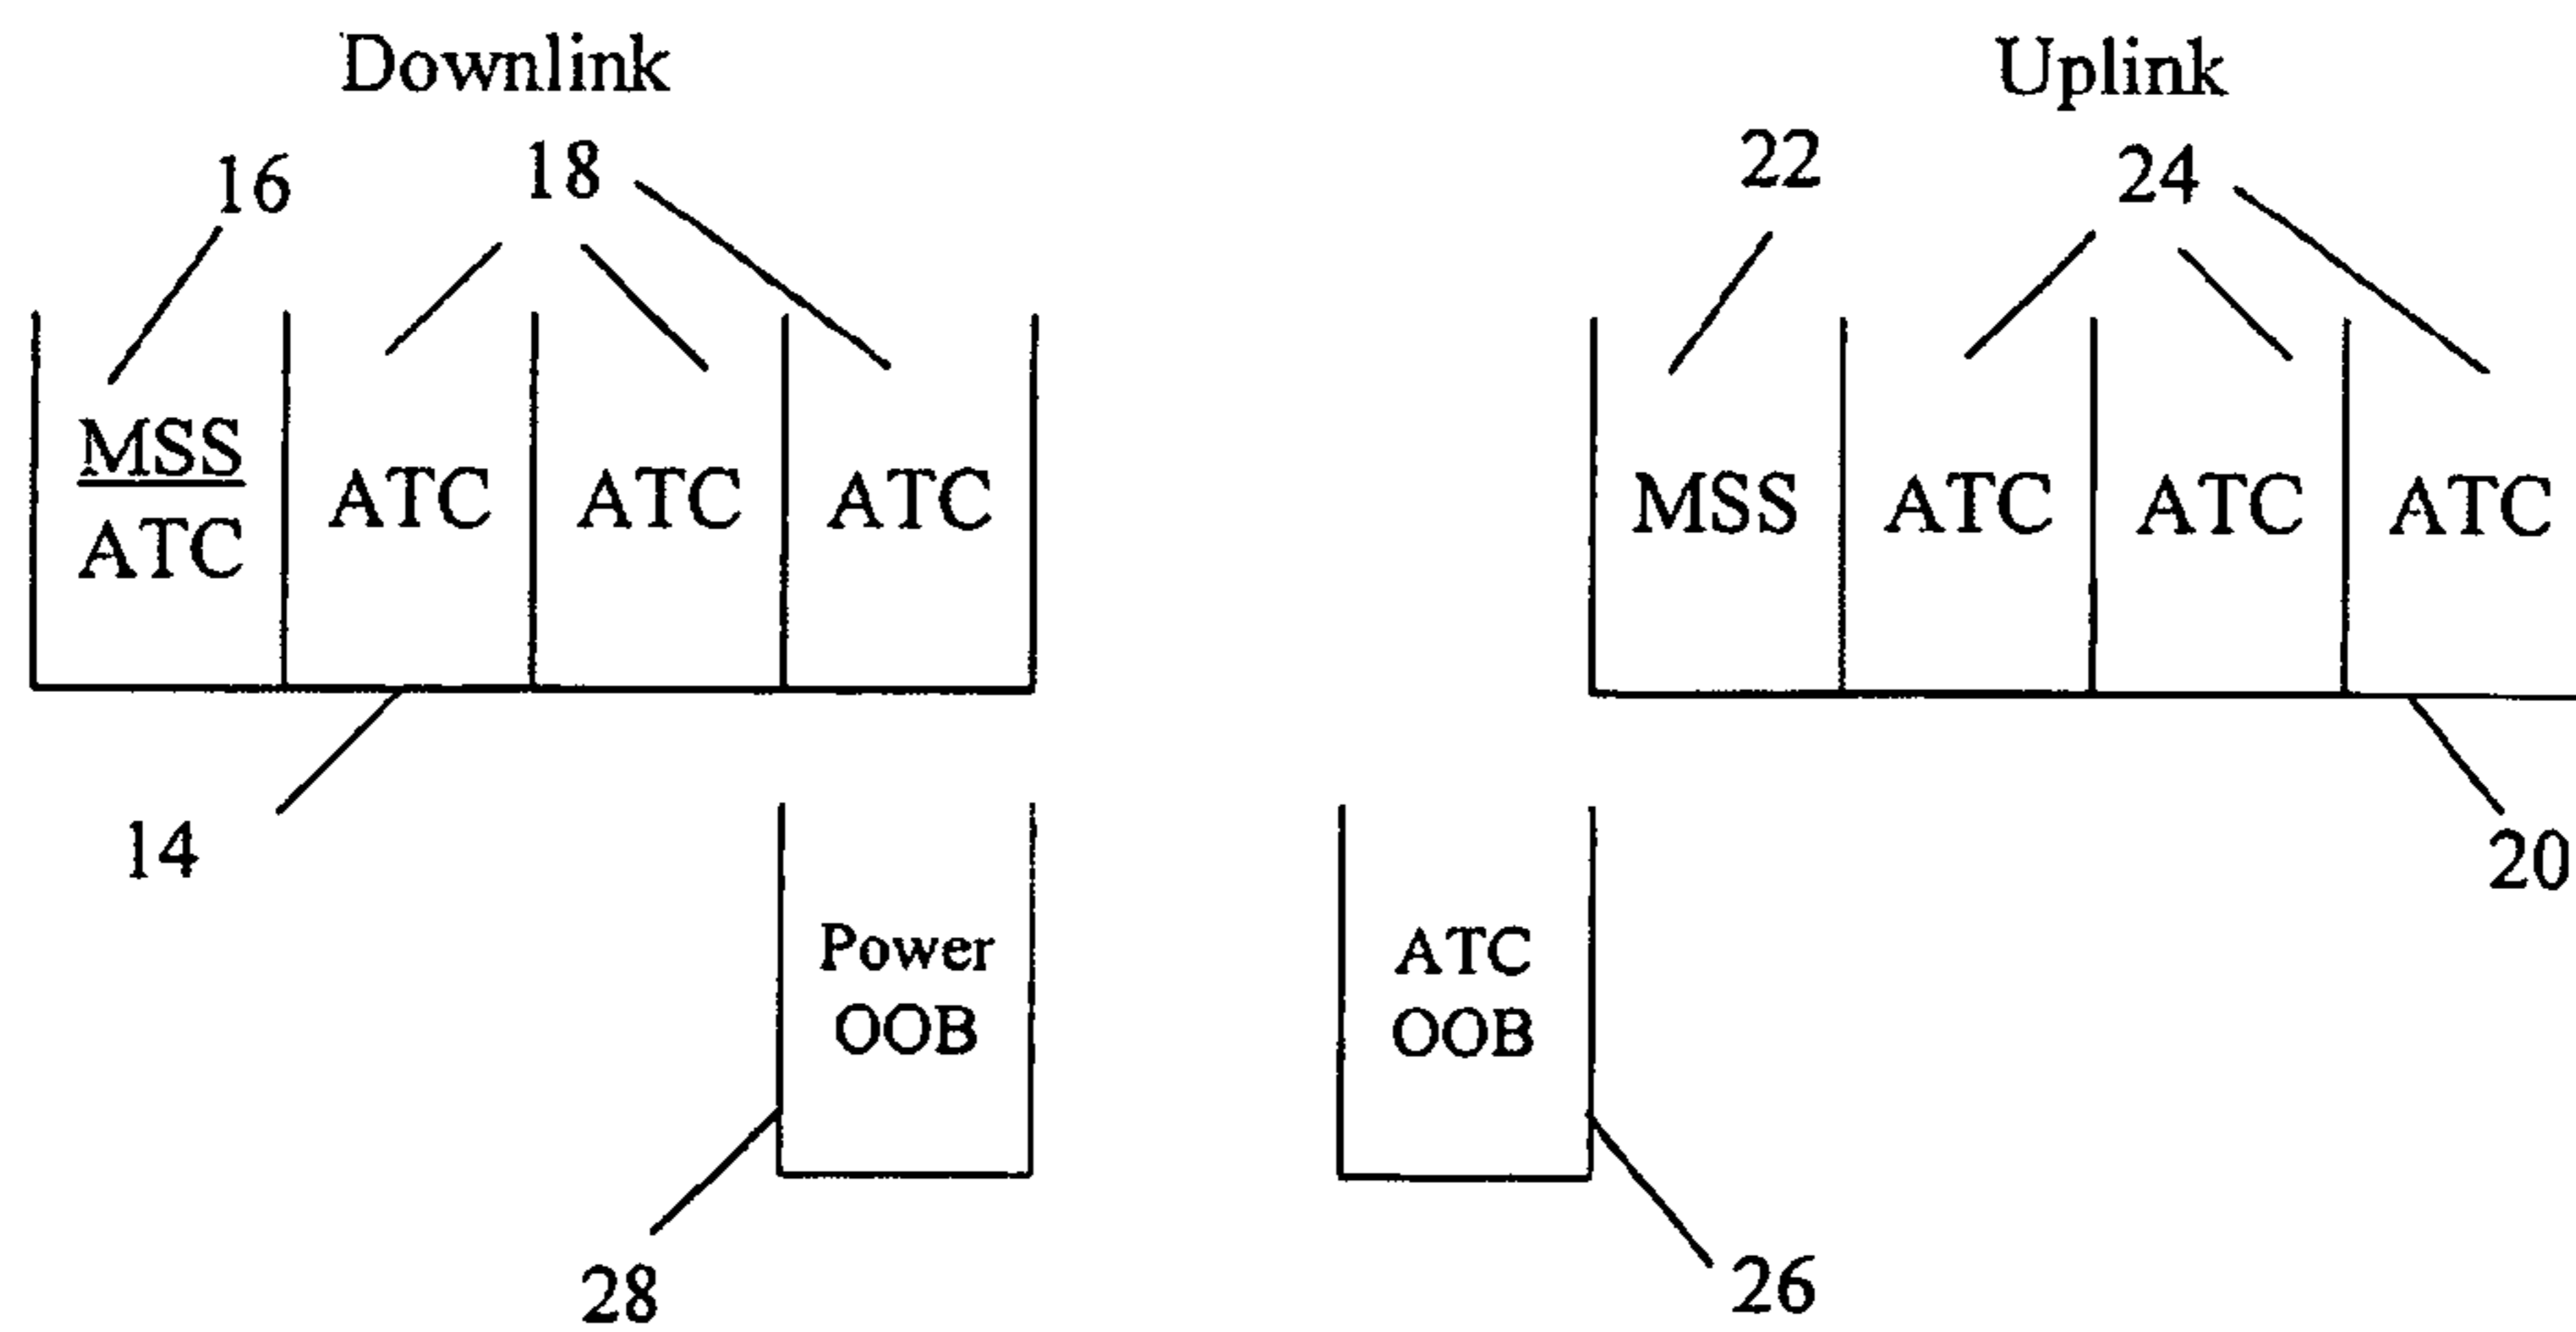 Downlink
Uplink
16
18
22
24
MSS
ATC
ATC
ATC
ATC
MSS
ATC
ATC
ATC
14
20
Power
OOB
ATC
OOB
28
26